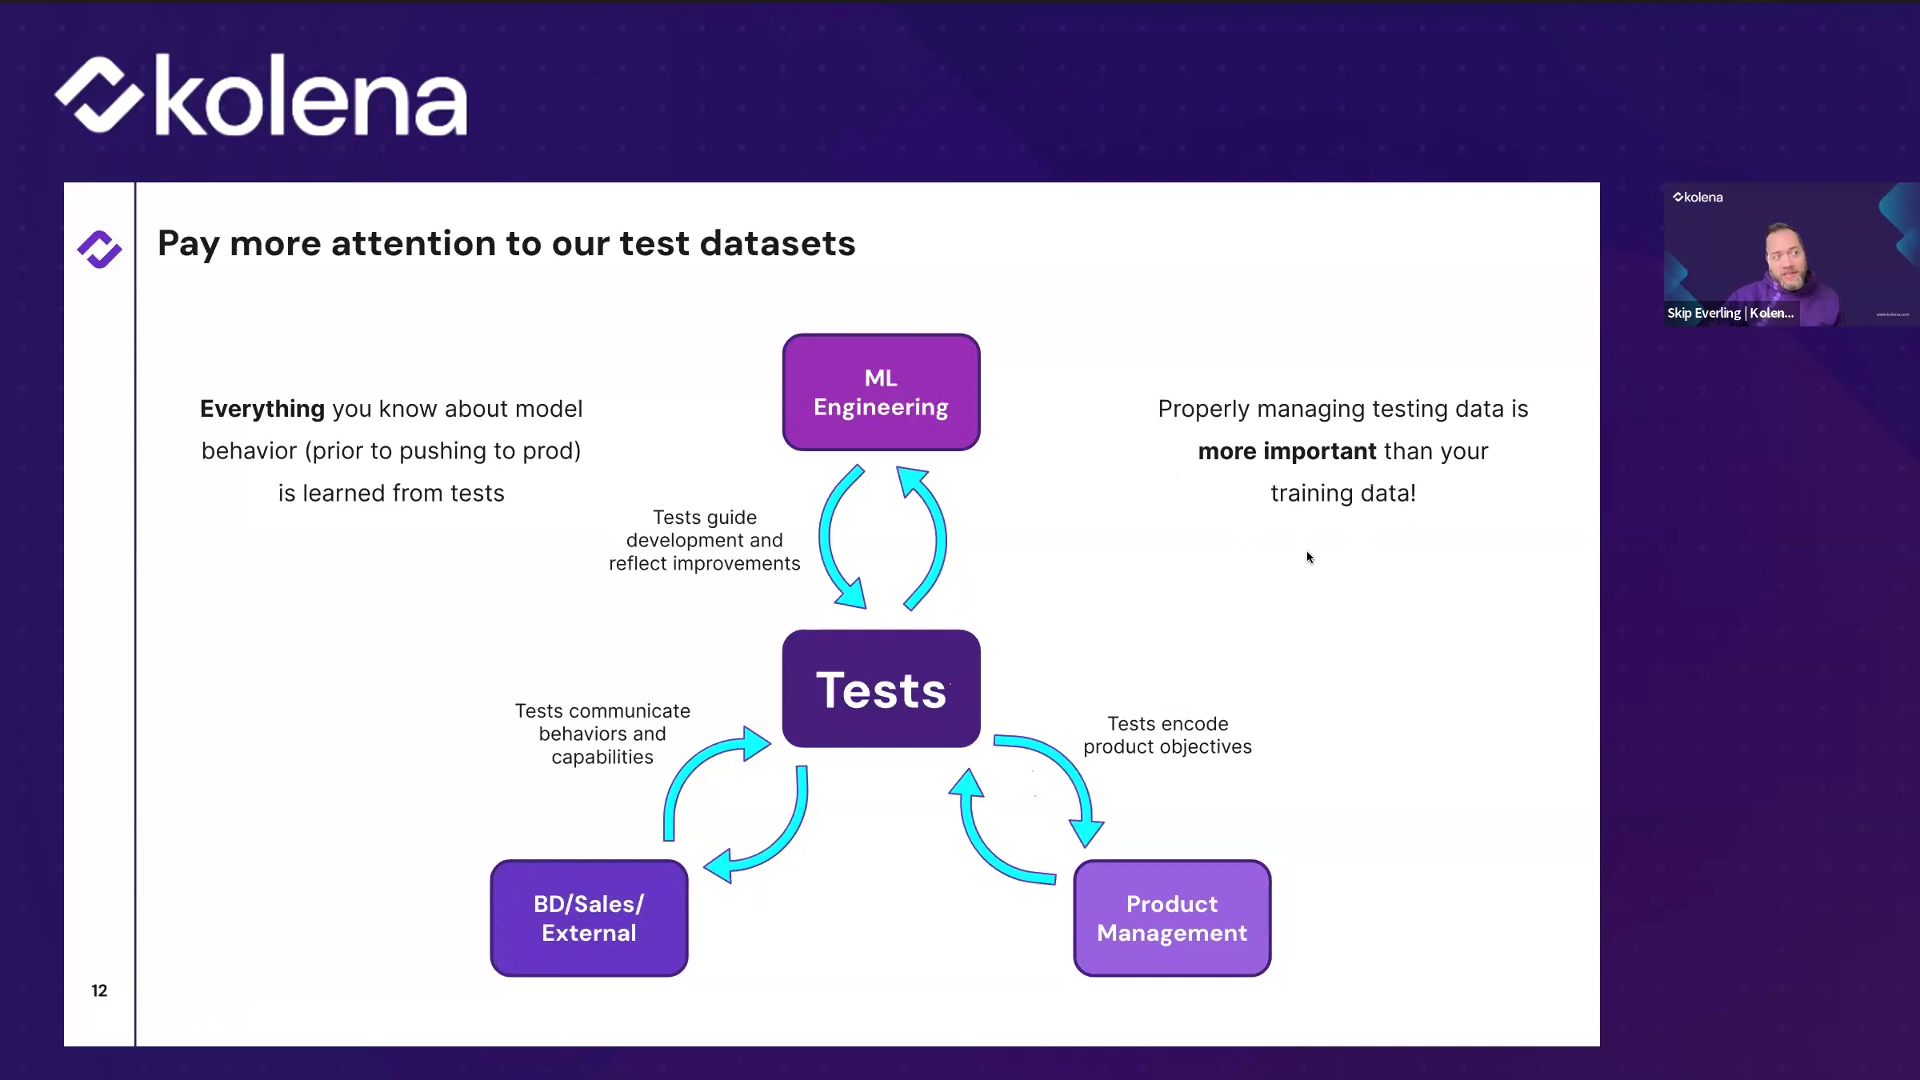 kolena
Pay more attention to our test datasets
Everything you know about model
behavior (prior to pushing to prod)
is learned from tests
ML
Engineering
Properly managing testing data is
more important than your
training data!
Tests guide
development and
reflect improvements
Tests
Tests communicate
behaviors and
capabilities
Tests encode
product objectives
BD/Sales/
External
Product
Management
12
kolena
Skip Everling | Kolen...